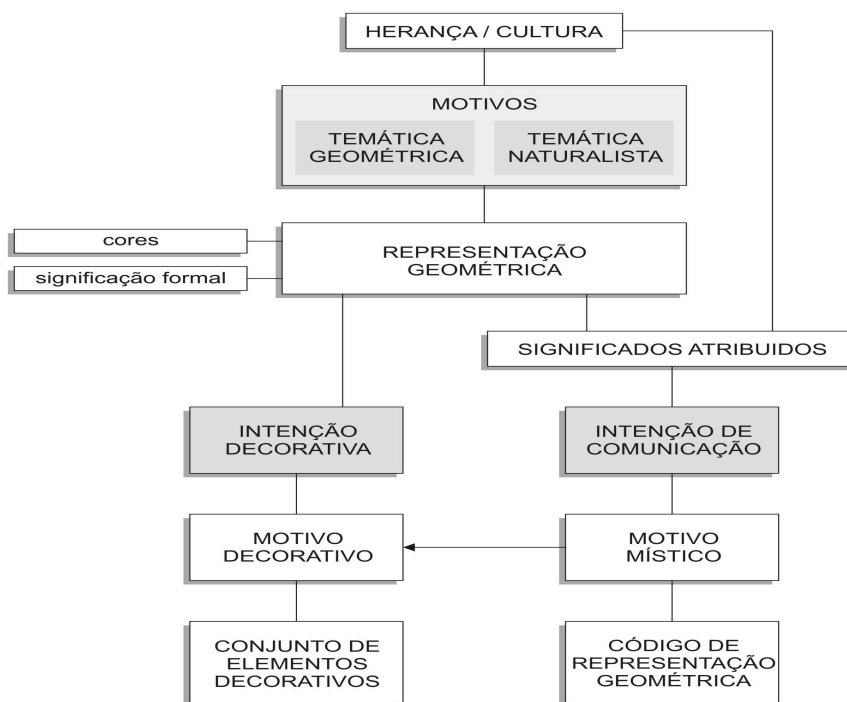 HERANÇA / CULTURA
MOTIVOS
TEMÁTICA
GEOMÉTRICA
TEMÁTICA
NATURALISTA
cores
significação formal
REPRESENTAÇÃO
GEOMÉTRICA
SIGNIFICADOS ATRIBUIDOS
INTENÇÃO
DECORATIVA
INTENÇÃO DE
COMUNICAÇÃO
MOTIVO
DECORATIVO
MOTIVO
MÍSTICO
CONJUNTO DE
ELEMENTOS
DECORATIVOS
CÓDIGO DE
REPRESENTAÇÃO
GEOMÉTRICA